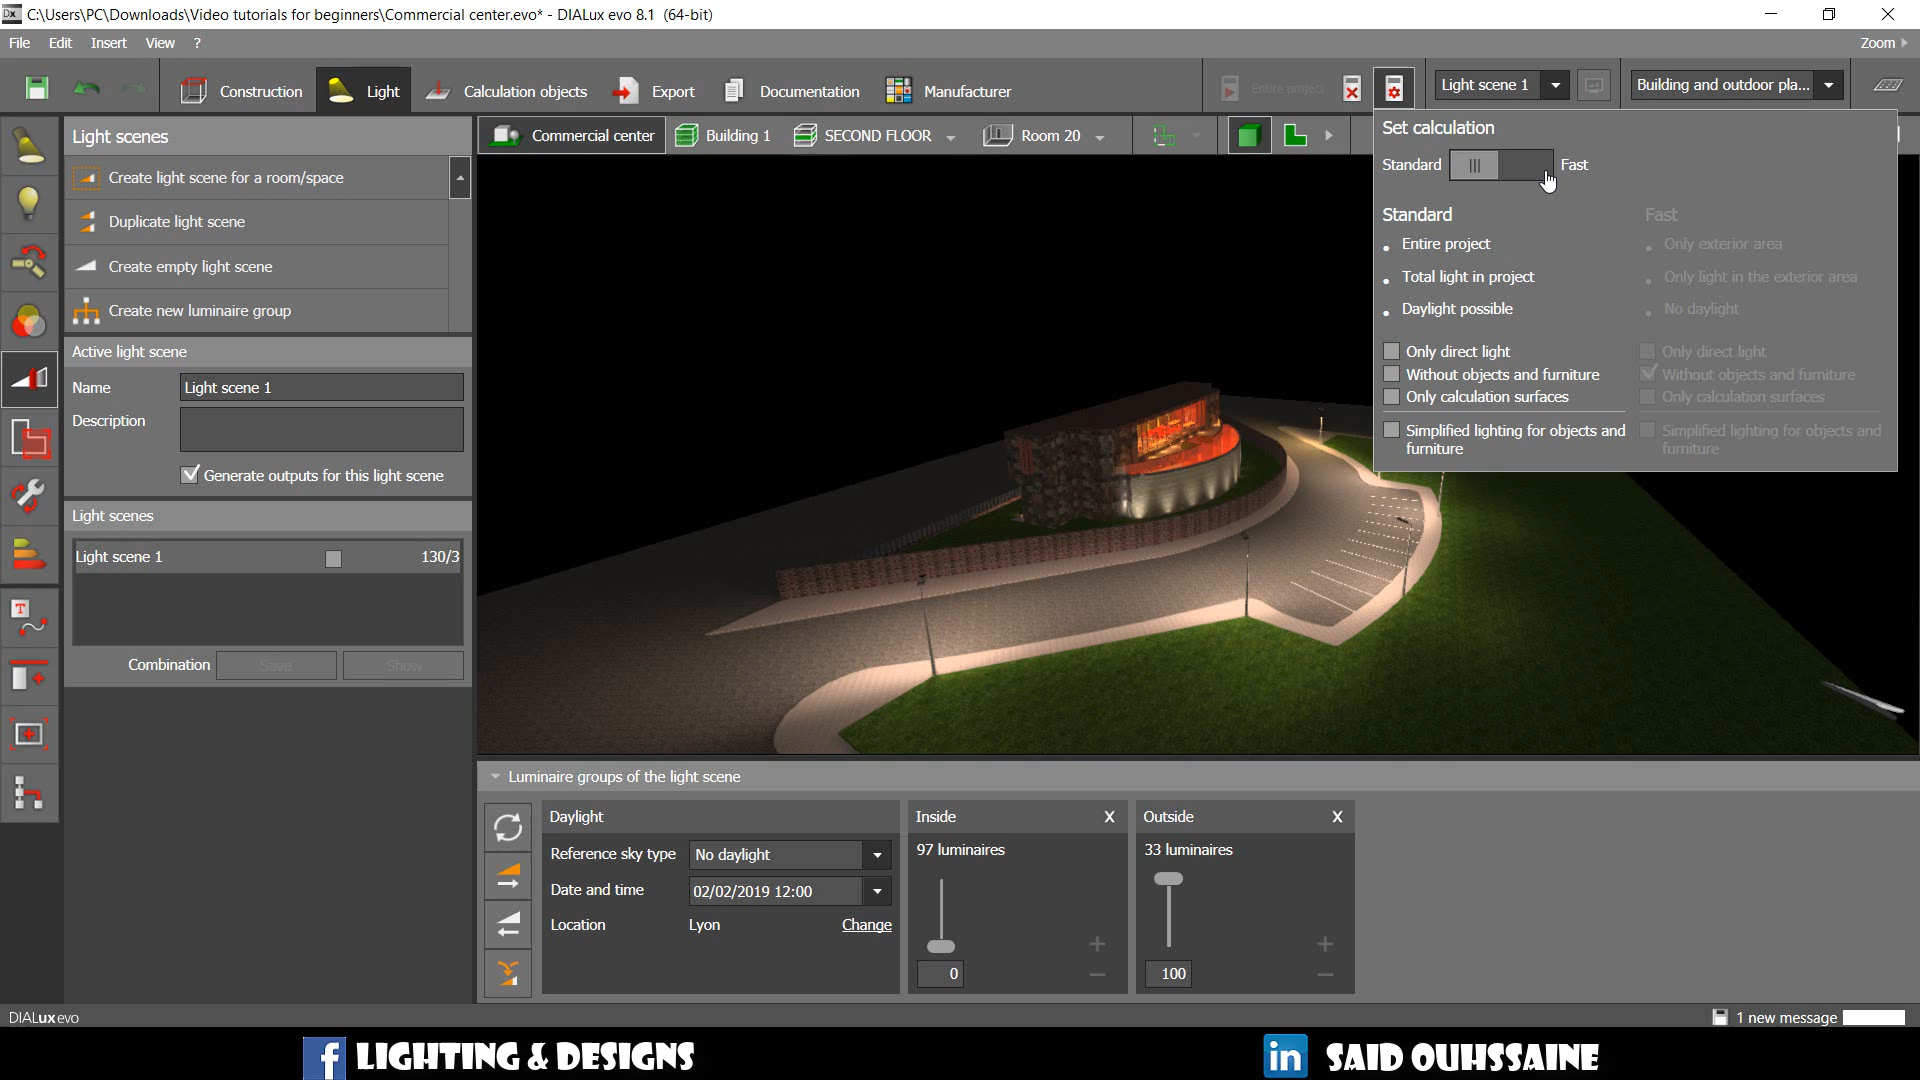 C:\Users\PC\Downloads\Video tutorials for beginners\Commercial center.evo* - DIALux evo 8.1 (64-bit)
File Edit Insert View ? Zoom
Construction Light Calculation objects Export Documentation Manufacturer Entire project Light scene 1 Building and outdoor pla...
Light scenes
Create light scene for a room/space
Duplicate light scene
Create empty light scene
Create new luminaire group
Active light scene
Name Light scene 1
Description
Generate outputs for this light scene
Light scenes
Light scene 1 130/3
Combination Save Show
Commercial center Building 1 SECOND FLOOR Room 20
Set calculation
Standard Fast
Standard Fast
Entire project Only exterior area
Total light in project Only light in the exterior area
Daylight possible No daylight
Only direct light Only direct light
Without objects and furniture Without objects and furniture
Only calculation surfaces Only calculation surfaces
Simplified lighting for objects and Simplified lighting for objects and
furniture furniture
Luminaire groups of the light scene
Daylight
Reference sky type No daylight
Date and time 02/02/2019 12:00
Location Lyon Change
Inside X
97 luminaires
0
Outside X
33 luminaires
100
DIALux evo 1 new message
f LIGHTING & DESIGNS in SAID OUHSSAINE